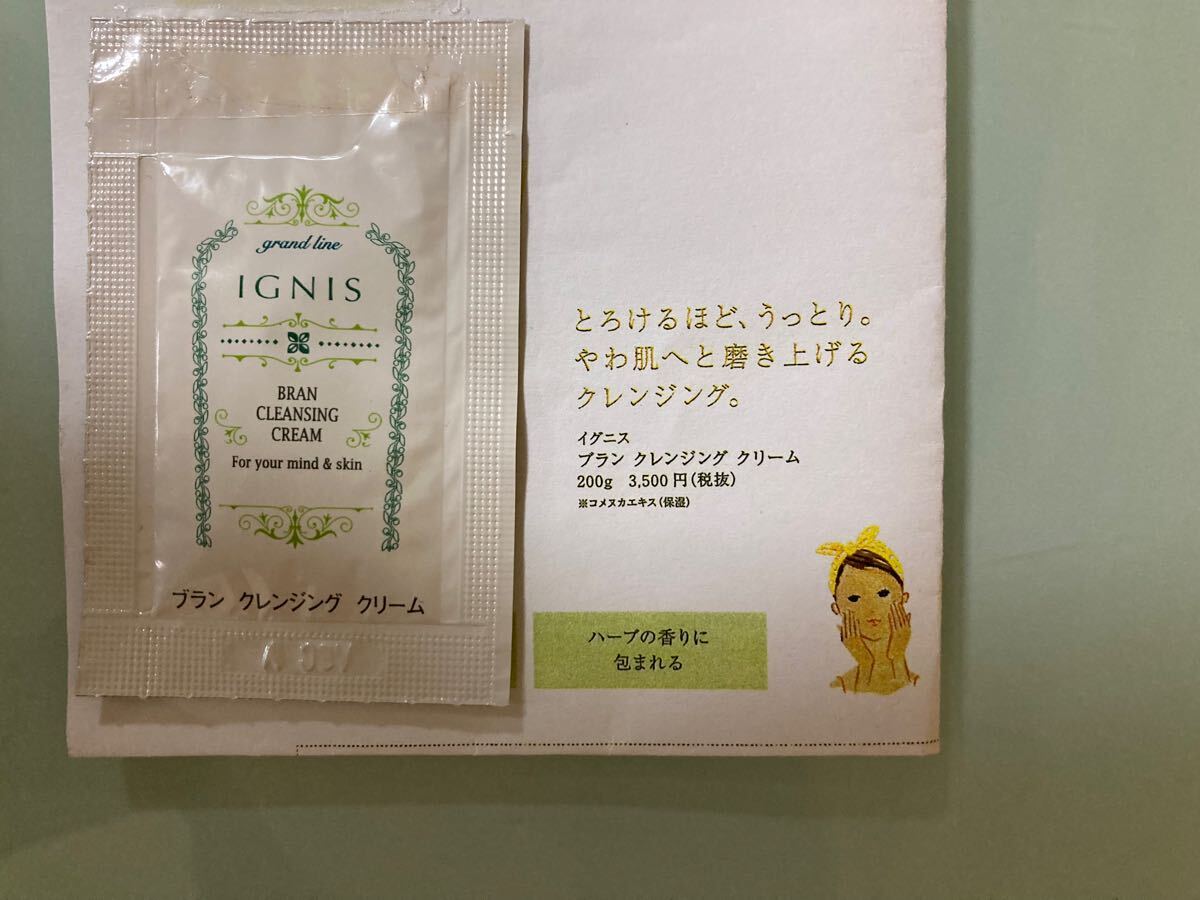 grand line
IGNIS
BRAN
CLEANSING
CREAM
For your mind & skin
ブラン クレンジング クリーム
とろけるほど、うっとり。
やわ肌へと磨き上げる
クレンジング。
イグニス
ブラン クレンジング クリーム
200g 3,500円(税抜)
※コメヌカエキス(保湿)
ハーブの香りに
包まれる